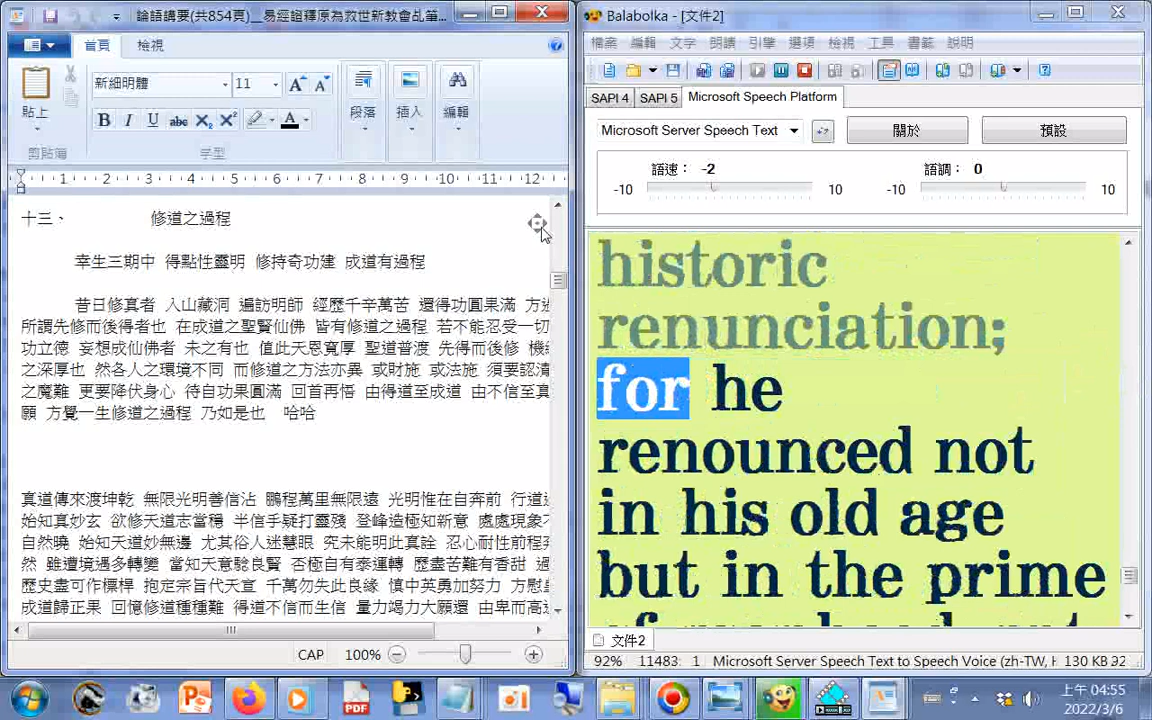 論語講要(共854頁)__易經證釋原為救世新教會乩筆...
首頁
檢視
貼上
剪貼簿
新細明體
11
B I U abc X₂ X² A
字型
段落
插入
編輯
1 2 3 4 5 6 7 8 9 10 11 12
十三、 修道之過程
幸生三期中 得點性靈明 修持奇功建 成道有過程
昔日修真者 入山藏洞 遍訪明師 經歷千辛萬苦 還得功圓果滿 方
所謂先修而後得者也 在成道之聖賢仙佛 皆有修道之過程 若不能忍受一切
功立德 妄想成仙佛者 未之有也 值此天恩寬厚 聖道普渡 先得而後修
之深厚也 然各人之環境不同 而修道之方法亦異 或財施 或法施 須要認清
之魔難 更要降伏身心 待自功果圓滿 回首再悟 由得道至成道 由不信至真
願 方覺一生修道之過程 乃如是也 哈哈
真道傳來渡坤乾 無限光明善信沾 鵬程萬里無限遠 光明惟在自奔前 行道
始知真妙玄 欲修天道志當穩 半信乎疑打靈殘 登峰造極知新意 處處現象
自然曉 始知天道妙無邊 尤其俗人迷慧眼 究未能明此真詮 忍心耐性前程
然 雖遭境遇多轉變 當知天意驗良賢 否極自有泰運轉 歷盡苦難有香甜
歷史盡可作標桿 抱定宗旨代天宣 千萬勿失此良緣 慎中英勇加努力 方慰
成道歸正果 回憶修道種種難 得道不信而生信 量力竭力大願還 由卑而高
CAP 100%
Balabolka - [文件2]
檔案 編輯 文字 朗讀 引擎 選項 檢視 工具 書籤 說明
SAPI 4 SAPI 5 Microsoft Speech Platform
Microsoft Server Speech Text
關於
預設
語速： -2
-10 10
語調： 0
-10 10
historic
renunciation;
for he
renounced not
in his old age
but in the prime
文件2
92% 11483: 1 Microsoft Server Speech Text to Speech Voice (zh-TW, H 130 KB
上午 04:55
2022/3/6